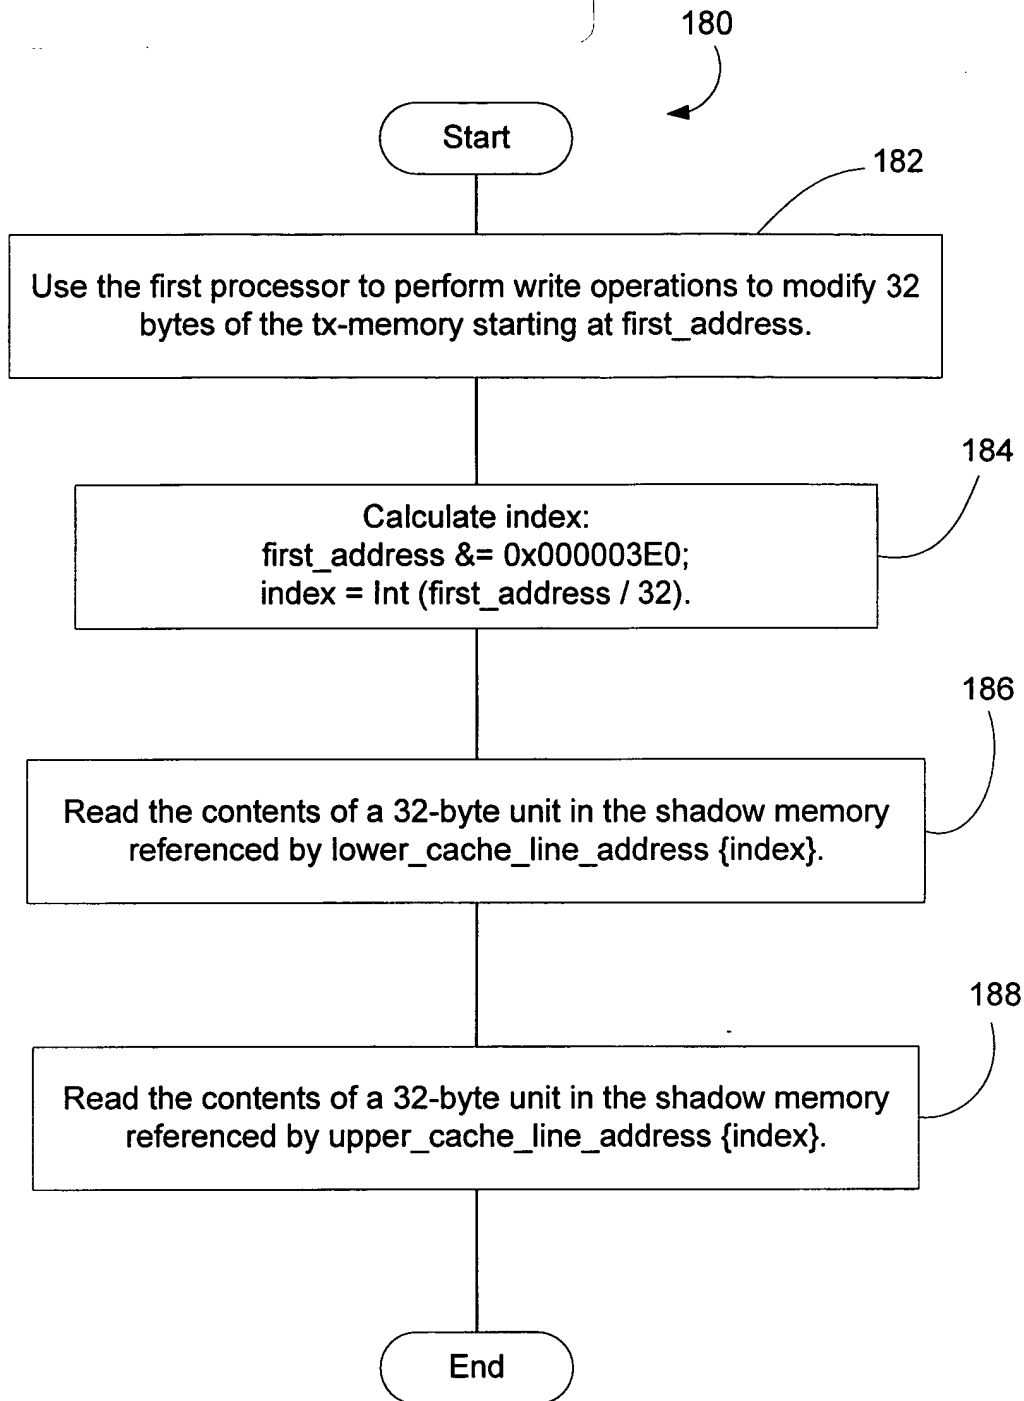 180
Start
182
Use the first processor to perform write operations to modify 32
bytes of the tx-memory starting at first_address.
184
Calculate index:
first_address &= 0x000003E0;
index = Int (first_address / 32).
186
Read the contents of a 32-byte unit in the shadow memory
referenced by lower_cache_line_address {index}.
188
Read the contents of a 32-byte unit in the shadow memory
referenced by upper_cache_line_address {index}.
End